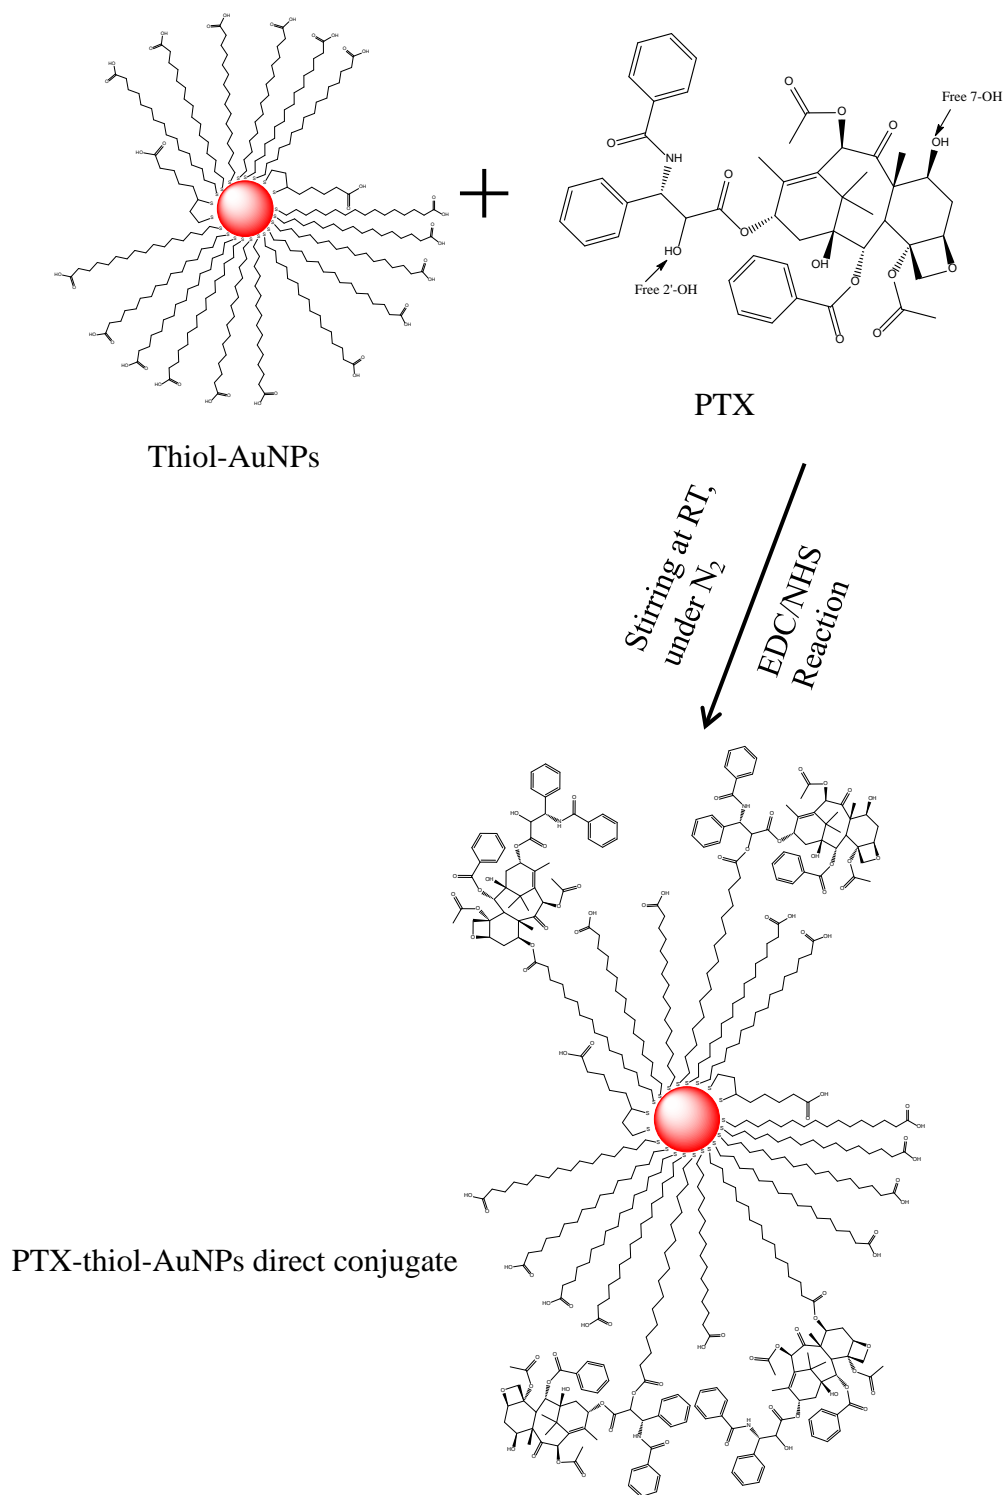 Free 7-OH
Free 2'-OH
PTX
Thiol-AuNPs
Stirring at RT,
under N₂
EDC/NHS
Reaction
PTX-thiol-AuNPs direct conjugate